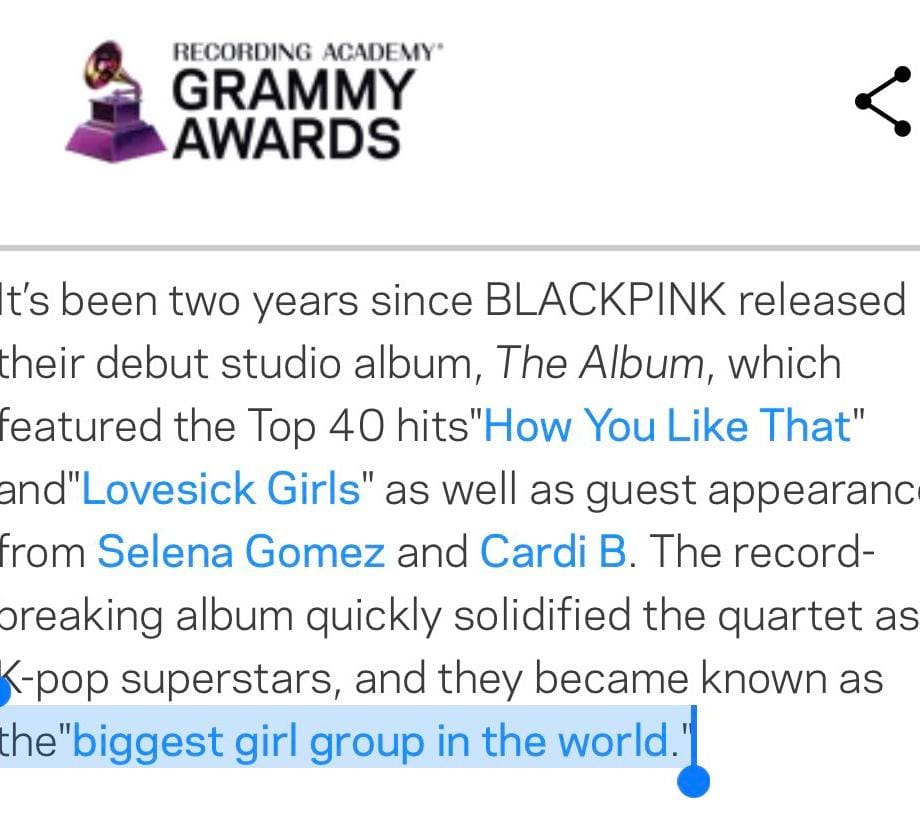 RECORDING ACADEMY®
GRAMMY
AWARDS
It's been two years since BLACKPINK released
their debut studio album, The Album, which
featured the Top 40 hits"How You Like That"
and"Lovesick Girls" as well as guest appearanc
from Selena Gomez and Cardi B. The record-
breaking album quickly solidified the quartet as
K-pop superstars, and they became known as
the"biggest girl group in the world."